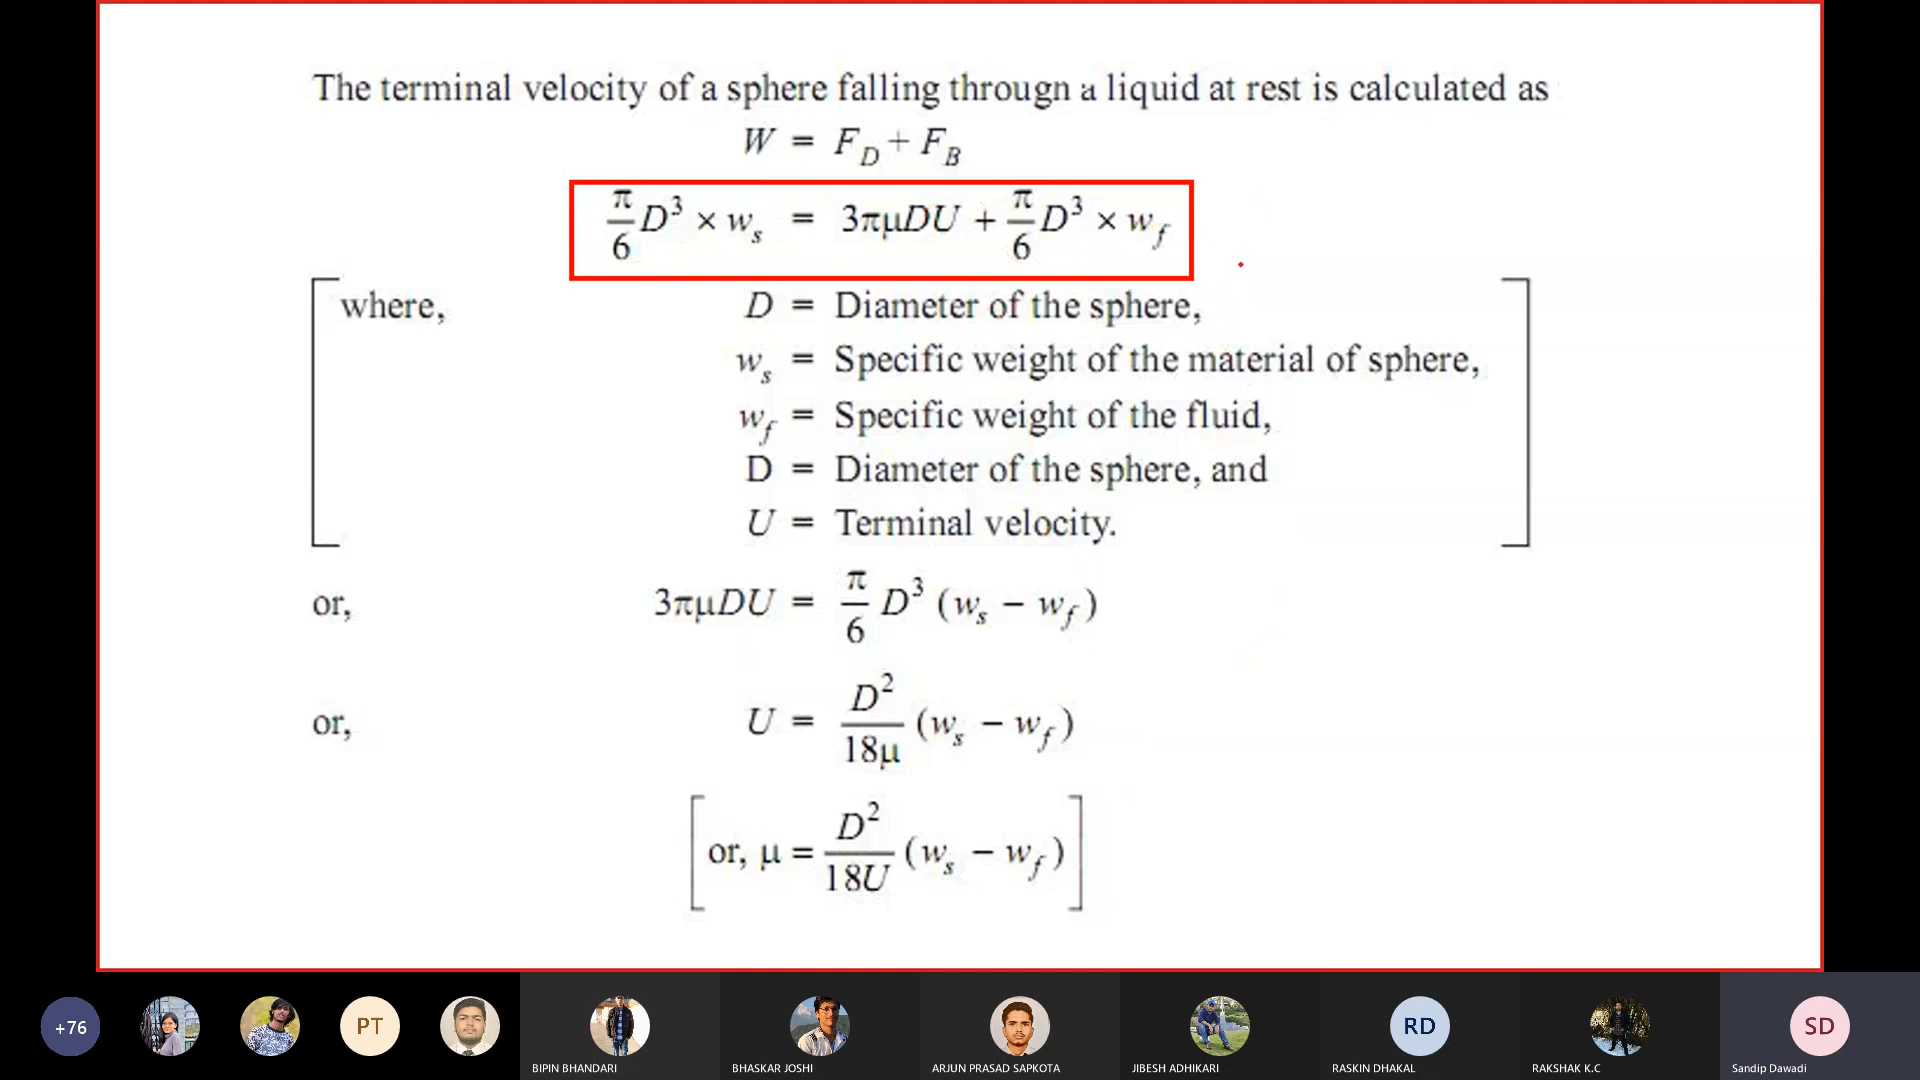 The terminal velocity of a sphere falling througn a liquid at rest is calculated as
W = F_D + F_B
π/6 D³ × w_s = 3πμDU + π/6 D³ × w_f
where, D = Diameter of the sphere,
w_s = Specific weight of the material of sphere,
w_f = Specific weight of the fluid,
D = Diameter of the sphere, and
U = Terminal velocity.
or, 3πμDU = π/6 D³ (w_s − w_f)
or, U = D²/18μ (w_s − w_f)
[or, μ = D²/18U (w_s − w_f)]
+76
PT
RD
SD
BIPIN BHANDARI
BHASKAR JOSHI
ARJUN PRASAD SAPKOTA
JIBESH ADHIKARI
RASKIN DHAKAL
RAKSHAK K.C
Sandip Dawadi